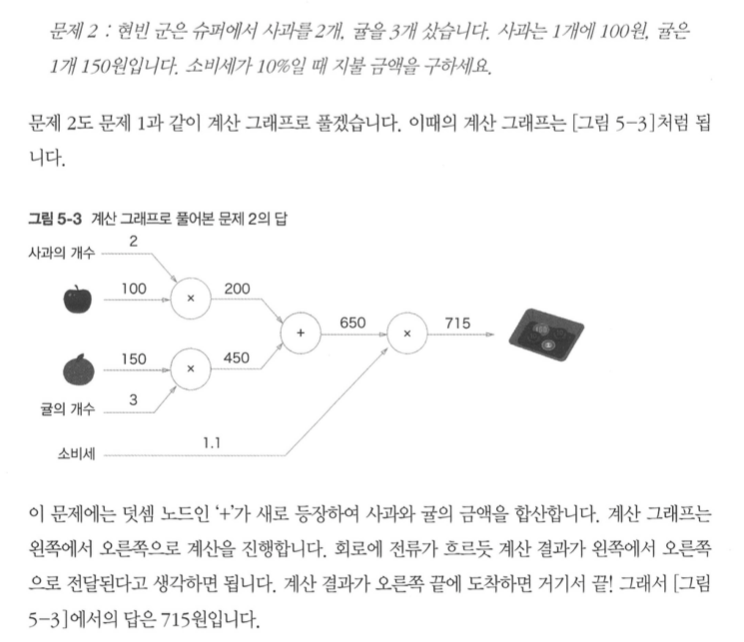 문제 2 : 현빈 군은 슈퍼에서 사과를 2개, 귤을 3개 샀습니다. 사과는 1개에 100원, 귤은
1개 150원입니다. 소비세가 10%일 때 지불 금액을 구하세요.
문제 2도 문제 1과 같이 계산 그래프로 풀겠습니다. 이때의 계산 그래프는 [그림 5-3]처럼 됩
니다.
그림 5-3 계산 그래프로 풀어본 문제 2의 답
사과의 개수 2
100 × 200
+ 650 × 715
150 × 450
귤의 개수 3
소비세 1.1
이 문제에는 덧셈 노드인 ‘+’가 새로 등장하여 사과와 귤의 금액을 합산합니다. 계산 그래프는
왼쪽에서 오른쪽으로 계산을 진행합니다. 회로에 전류가 흐르듯 계산 결과가 왼쪽에서 오른쪽
으로 전달된다고 생각하면 됩니다. 계산 결과가 오른쪽 끝에 도착하면 거기서 끝! 그래서 [그림
5-3]에서의 답은 715원입니다.